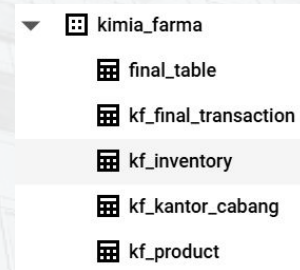 kimia_farma
final_table
kf_final_transaction
kf_inventory
kf_kantor_cabang
kf_product